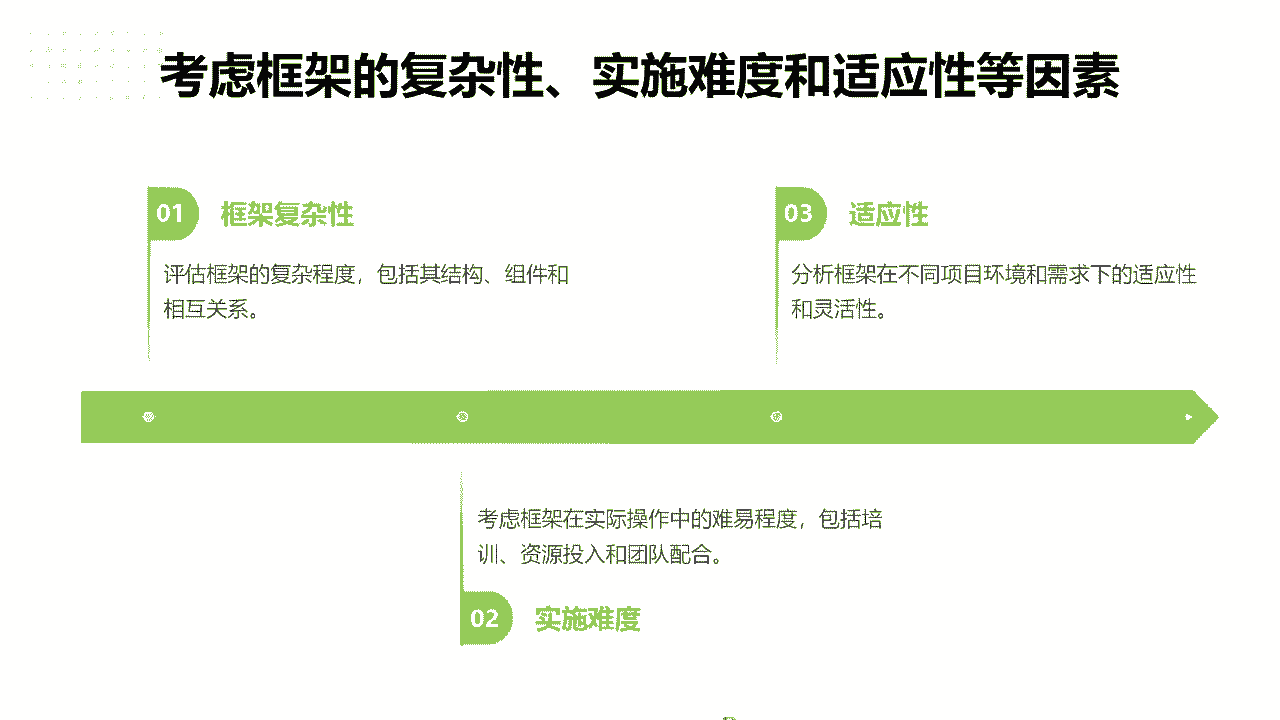 考虑框架的复杂性、实施难度和适应性等因素
01 框架复杂性
评估框架的复杂程度，包括其结构、组件和
相互关系。
03 适应性
分析框架在不同项目环境和需求下的适应性
和灵活性。
考虑框架在实际操作中的难易程度，包括培
训、资源投入和团队配合。
02 实施难度